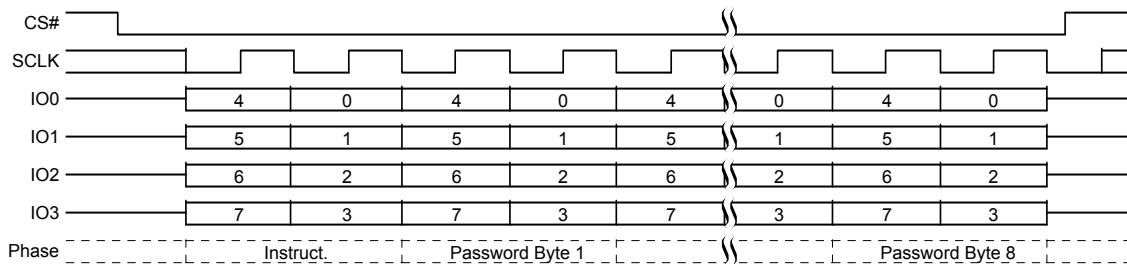 CS#
SCLK
IO0 4 0 4 0 4 0 4 0
IO1 5 1 5 1 5 1 5 1
IO2 6 2 6 2 6 2 6 2
IO3 7 3 7 3 7 3 7 3
Phase Instruct. Password Byte 1 Password Byte 8